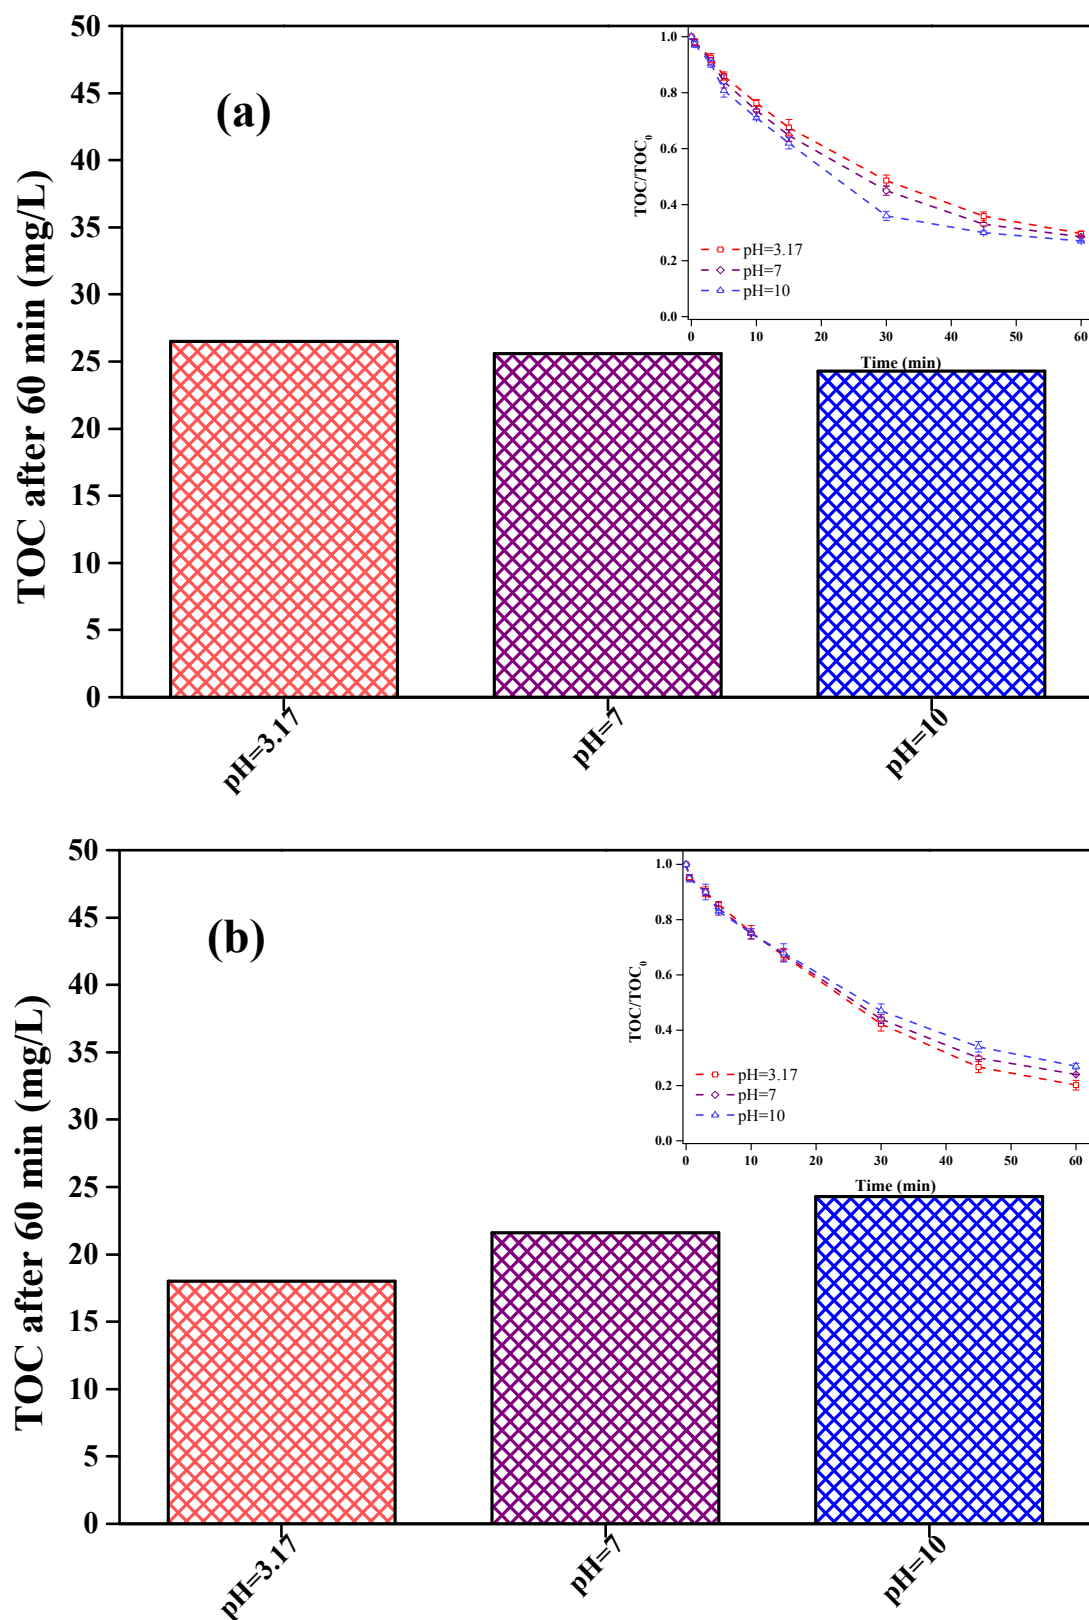 (a)
TOC after 60 min (mg/L)
50
45
40
35
30
25
20
15
10
5
0
pH=3.17
pH=7
pH=10
TOC/TOC₀
1.0
0.8
0.6
0.4
0.2
0.0
pH=3.17
pH=7
pH=10
0 10 20 30 40 50 60
Time (min)
(b)
TOC after 60 min (mg/L)
50
45
40
35
30
25
20
15
10
5
0
pH=3.17
pH=7
pH=10
TOC/TOC₀
1.0
0.8
0.6
0.4
0.2
0.0
pH=3.17
pH=7
pH=10
0 10 20 30 40 50 60
Time (min)